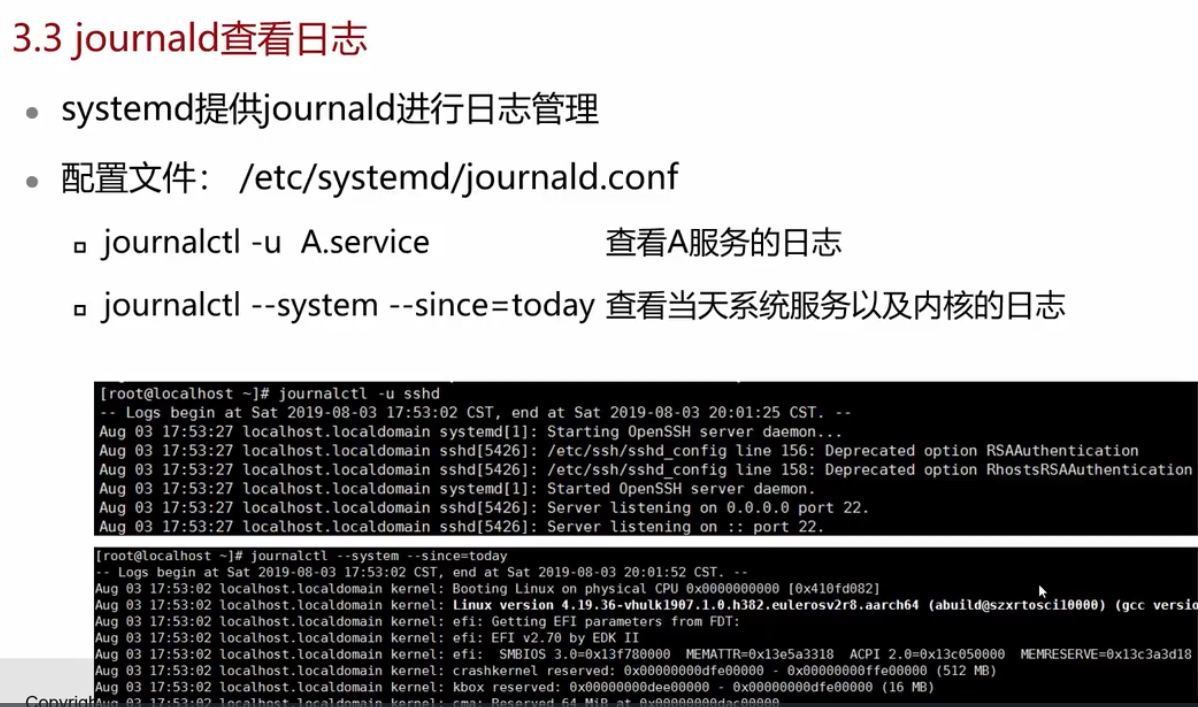 3.3 journald查看日志
systemd提供journald进行日志管理
配置文件： /etc/systemd/journald.conf
journalctl -u A.service 查看A服务的日志
journalctl --system --since=today 查看当天系统服务以及内核的日志
[root@localhost ~]# journalctl -u sshd
-- Logs begin at Sat 2019-08-03 17:53:02 CST, end at Sat 2019-08-03 20:01:25 CST. --
Aug 03 17:53:27 localhost.localdomain systemd[1]: Starting OpenSSH server daemon...
Aug 03 17:53:27 localhost.localdomain sshd[5426]: /etc/ssh/sshd_config line 156: Deprecated option RSAAuthentication
Aug 03 17:53:27 localhost.localdomain sshd[5426]: /etc/ssh/sshd_config line 158: Deprecated option RhostsRSAAuthentication
Aug 03 17:53:27 localhost.localdomain systemd[1]: Started OpenSSH server daemon.
Aug 03 17:53:27 localhost.localdomain sshd[5426]: Server listening on 0.0.0.0 port 22.
Aug 03 17:53:27 localhost.localdomain sshd[5426]: Server listening on :: port 22.
[root@localhost ~]# journalctl --system --since=today
-- Logs begin at Sat 2019-08-03 17:53:02 CST, end at Sat 2019-08-03 20:01:52 CST. --
Aug 03 17:53:02 localhost.localdomain kernel: Booting Linux on physical CPU 0x0000000000 [0x410fd082]
Aug 03 17:53:02 localhost.localdomain kernel: Linux version 4.19.36-vhulk1907.1.0.h382.eulerosv2r8.aarch64 (abuild@szxrtosci10000) (gcc versio
Aug 03 17:53:02 localhost.localdomain kernel: efi: Getting EFI parameters from FDT:
Aug 03 17:53:02 localhost.localdomain kernel: efi: EFI v2.70 by EDK II
Aug 03 17:53:02 localhost.localdomain kernel: efi:  SMBIOS 3.0=0x13f780000  MEMATTR=0x13e5a3318  ACPI 2.0=0x13c050000  MEMRESERVE=0x13c3a3d18
Aug 03 17:53:02 localhost.localdomain kernel: crashkernel reserved: 0x00000000dfe00000 - 0x00000000ffe00000 (512 MB)
Aug 03 17:53:02 localhost.localdomain kernel: kbox reserved: 0x00000000dee00000 - 0x00000000dfe00000 (16 MB)
Aug 03 17:53:02 localhost.localdomain kernel: cma: Reserved 64 MiB at 0x00000000dac00000
Copyrigh